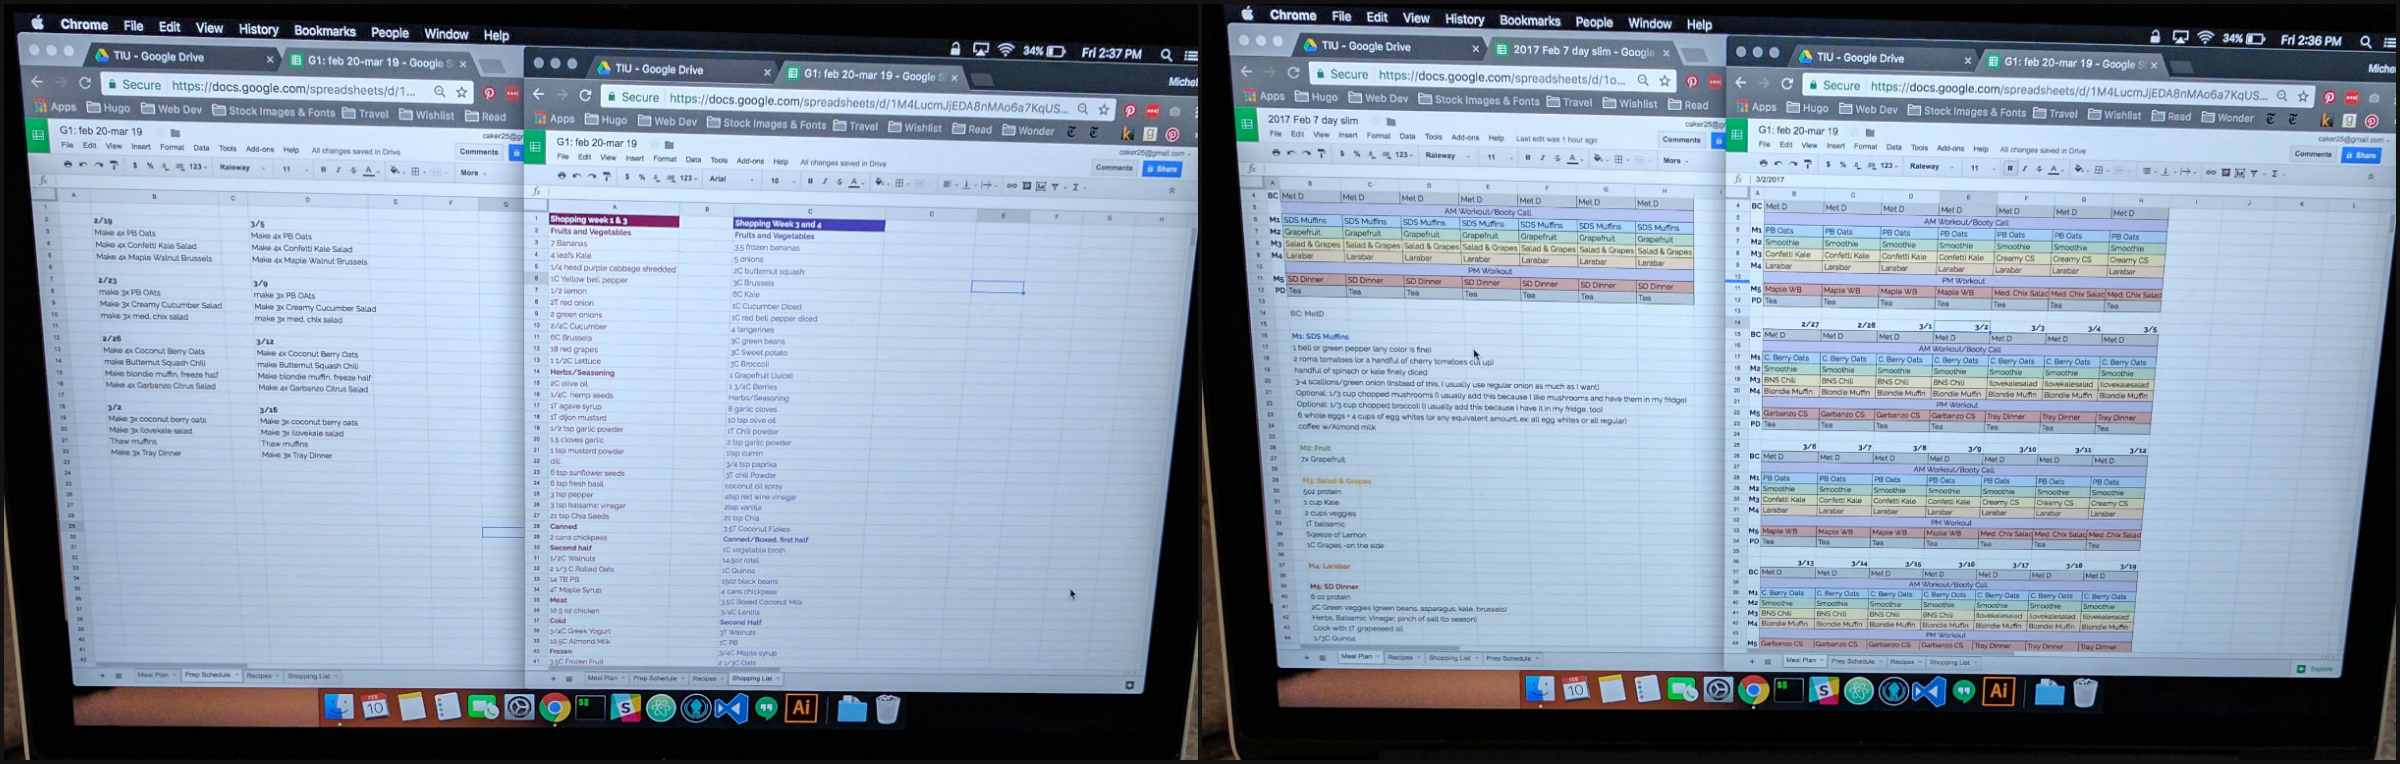 Chrome File Edit View History Bookmarks People Window Help
34% Fri 2:37 PM
TIU - Google Drive
G1: feb 20-mar 19 - Google S
Secure https://docs.google.com/spreadsheets/d/1...
Apps Hugo Web Dev Stock Images & Fonts Travel Wishlist Read
G1: feb 20-mar 19
File Edit View Insert Format Data Tools Add-ons Help All changes saved in Drive
Comments
Raleway 11 More
2/19
Make 4x PB Oats
Make 4x Confetti Kale Salad
Make 4x Maple Walnut Brussels
2/23
make 3x PB OAts
Make 3x Creamy Cucumber Salad
make 3x med. chix salad
2/26
Make 4x Coconut Berry Oats
make Butternut Squash Chili
Make blondie muffin, freeze half
Make 4x Garbanzo Citrus Salad
3/2
Make 3x coconut berry oats
Make 3x ilovekale salad
Thaw muffins
Make 3x Tray Dinner
3/5
Make 4x PB Oats
Make 4x Confetti Kale Salad
Make 4x Maple Walnut Brussels
3/9
make 3x PB OAts
Make 3x Creamy Cucumber Salad
make 3x med. chix salad
3/12
Make 4x Coconut Berry Oats
make Butternut Squash Chili
Make blondie muffin, freeze half
Make 4x Garbanzo Citrus Salad
3/16
Make 3x coconut berry oats
Make 3x ilovekale salad
Thaw muffins
Make 3x Tray Dinner
Meal Plan Prep Schedule Recipes Shopping List
TIU - Google Drive
G1: feb 20-mar 19 - Google S
Michel
Secure https://docs.google.com/spreadsheets/d/1M4LucmJjEDA8nMAo6a7KqUS...
Apps Hugo Web Dev Stock Images & Fonts Travel Wishlist Read Wonder
G1: feb 20-mar 19
caker25@gmail.com
File Edit View Insert Format Data Tools Add-ons Help All changes saved in Drive
Comments Share
Arial 10
Shopping week 1 & 3
Fruits and Vegetables
7 Bananas
4 leafs Kale
1/4 head purple cabbage shredded
1C Yellow bell pepper
1/2 lemon
2T red onion
2 green onions
2/4C Cucumber
6C Brussels
18 red grapes
1 1/2C Lettuce
Herbs/Seasoning
2C olive oil
1/4C hemp seeds
1T agave syrup
1T dijon mustard
1/2 tsp garlic powder
1.5 cloves garlic
1 tsp mustard powder
dill
6 tsp sunflower seeds
6 tsp fresh basil
3 tsp pepper
3 tsp balsamic vinegar
21 tsp Chia Seeds
Canned
2 cans chickpeas
Second half
1/2C Walnuts
2 1/3 C Rolled Oats
14 TB PB
4T Maple Syrup
Meat
10.5 oz chicken
Cold
3/4C Greek Yogurt
10.5C Almond Milk
Frozen
3.5C Frozen Fruit
Shopping Week 3 and 4
Fruits and Vegetables
3.5 frozen bananas
5 onions
2C butternut squash
3C Brussels
6C Kale
1C Cucumber Diced
1C red bell pepper diced
4 tangerines
3C green beans
3C Sweet potato
3C Broccoli
1 Grapefruit (Juice)
1 3/4C Berries
Herbs/Seasoning
8 garlic cloves
10 tsp olive oil
1T Chili powder
2 tsp garlic powder
1tsp cumin
3/4 tsp paprika
3T chili Powder
coconut oil spray
4tsp red wine vinegar
2tsp vanilla
21 tsp Chia
3.5T Coconut Flakes
Canned/Boxed, first half
1C vegetable broth
14.5oz rotel
1C Quinoa
15oz black beans
4 cans chickpeas
3.5C Boxed Coconut Milk
3/4C Lentils
Second Half
3T Walnuts
1C PB
3/4C Maple syrup
2 1/3C Oats
Meal Plan Prep Schedule Recipes Shopping List
FEB 10
Ai
Chrome File Edit View History Bookmarks People Window Help
34% Fri 2:36 PM
TIU - Google Drive
2017 Feb 7 day slim - Google
Secure https://docs.google.com/spreadsheets/d/1o...
Apps Hugo Web Dev Stock Images & Fonts Travel Wishlist Read
2017 Feb 7 day slim
File Edit View Insert Format Data Tools Add-ons Help Last edit was 1 hour ago
Comments
Raleway 11 More
BC Met D Met D Met D Met D Met D Met D Met D
AM Workout/Booty Call
M1 SDS Muffins SDS Muffins SDS Muffins SDS Muffins SDS Muffins SDS Muffins SDS Muffins
M2 Grapefruit Grapefruit Grapefruit Grapefruit Grapefruit Grapefruit Grapefruit
M3 Salad & Grapes Salad & Grapes Salad & Grapes Salad & Grapes Salad & Grapes Salad & Grapes Salad & Grapes
M4 Larabar Larabar Larabar Larabar Larabar Larabar Larabar
PM Workout
M5 SD Dinner SD Dinner SD Dinner SD Dinner SD Dinner SD Dinner SD Dinner
PD Tea Tea Tea Tea Tea Tea Tea
BC: MetD
M1: SDS Muffins
1 bell or green pepper (any color is fine)
2 roma tomatoes (or a handful of cherry tomatoes cut up)
handful of spinach or kale finely diced
3-4 scallions/green onion (Instead of this, I usually use regular onion as much as I want)
Optional: 1/3 cup chopped mushrooms (I usually add this because I like mushrooms and have them in my fridge)
Optional: 1/3 cup chopped broccoli (I usually add this because I have it in my fridge, too)
6 whole eggs + 4 cups of egg whites (or any equivalent amount, ex: all egg whites or all regular)
coffee w/Almond milk
M2: Fruit
7x Grapefruit
M3: Salad & Grapes
5oz protein
1 cup Kale
2 cups veggies
1T balsamic
Sqeeze of Lemon
1C Grapes -on the side
M4: Larabar
M5: SD Dinner
6 oz protein
2C Green veggies (green beans, asparagus, kale, brussels)
Herbs, Balsamic Vinegar, pinch of salt (to season)
Cook with 1T grapeseed oil
1/3C Quinoa
Meal Plan Recipes Shopping List Prep Schedule
TIU - Google Drive
G1: feb 20-mar 19 - Google S
Miche
Secure https://docs.google.com/spreadsheets/d/1M4LucmJjEDA8nMAo6a7KqUS...
Apps Hugo Web Dev Stock Images & Fonts Travel Wishlist Read Wonder
G1: feb 20-mar 19
caker25@gmail.com
File Edit View Insert Format Data Tools Add-ons Help All changes saved in Drive
Comments Share
Raleway 11
3/2/2017
BC Met D Met D Met D Met D Met D Met D Met D
AM Workout/Booty Call
M1 PB Oats PB Oats PB Oats PB Oats PB Oats PB Oats PB Oats
M2 Smoothie Smoothie Smoothie Smoothie Smoothie Smoothie Smoothie
M3 Confetti Kale Confetti Kale Confetti Kale Confetti Kale Creamy CS Creamy CS Creamy CS
M4 Larabar Larabar Larabar Larabar Larabar Larabar Larabar
PM Workout
M5 Maple WB Maple WB Maple WB Maple WB Med. Chix Salad Med. Chix Salad Med. Chix Salad
PD Tea Tea Tea Tea Tea Tea Tea
2/27 2/28 3/1 3/2 3/3 3/4 3/5
BC Met D Met D Met D Met D Met D Met D Met D
AM Workout/Booty Call
M1 C. Berry Oats C. Berry Oats C. Berry Oats C. Berry Oats C. Berry Oats C. Berry Oats C. Berry Oats
M2 Smoothie Smoothie Smoothie Smoothie Smoothie Smoothie Smoothie
M3 BNS Chili BNS Chili BNS Chili BNS Chili Ilovekalesalad Ilovekalesalad Ilovekalesalad
M4 Blondie Muffin Blondie Muffin Blondie Muffin Blondie Muffin Blondie Muffin Blondie Muffin Blondie Muffin
PM Workout
M5 Garbanzo CS Garbanzo CS Garbanzo CS Garbanzo CS Tray Dinner Tray Dinner Tray Dinner
PD Tea Tea Tea Tea Tea Tea Tea
3/6 3/7 3/8 3/9 3/10 3/11 3/12
BC Met D Met D Met D Met D Met D Met D Met D
AM Workout/Booty Call
M1 PB Oats PB Oats PB Oats PB Oats PB Oats PB Oats PB Oats
M2 Smoothie Smoothie Smoothie Smoothie Smoothie Smoothie Smoothie
M3 Confetti Kale Confetti Kale Confetti Kale Confetti Kale Creamy CS Creamy CS Creamy CS
M4 Larabar Larabar Larabar Larabar Larabar Larabar Larabar
PM Workout
M5 Maple WB Maple WB Maple WB Maple WB Med. Chix Salad Med. Chix Salad Med. Chix Salad
PD Tea Tea Tea Tea Tea Tea Tea
3/13 3/14 3/15 3/16 3/17 3/18 3/19
BC Met D Met D Met D Met D Met D Met D Met D
AM Workout/Booty Call
M1 C. Berry Oats C. Berry Oats C. Berry Oats C. Berry Oats C. Berry Oats C. Berry Oats C. Berry Oats
M2 Smoothie Smoothie Smoothie Smoothie Smoothie Smoothie Smoothie
M3 BNS Chili BNS Chili BNS Chili BNS Chili Ilovekalesalad Ilovekalesalad Ilovekalesalad
M4 Blondie Muffin Blondie Muffin Blondie Muffin Blondie Muffin Blondie Muffin Blondie Muffin Blondie Muffin
PM Workout
M5 Garbanzo CS Garbanzo CS Garbanzo CS Garbanzo CS Tray Dinner Tray Dinner Tray Dinner
Meal Plan Prep Schedule Recipes Shopping List
Explore
FEB 10
Ai